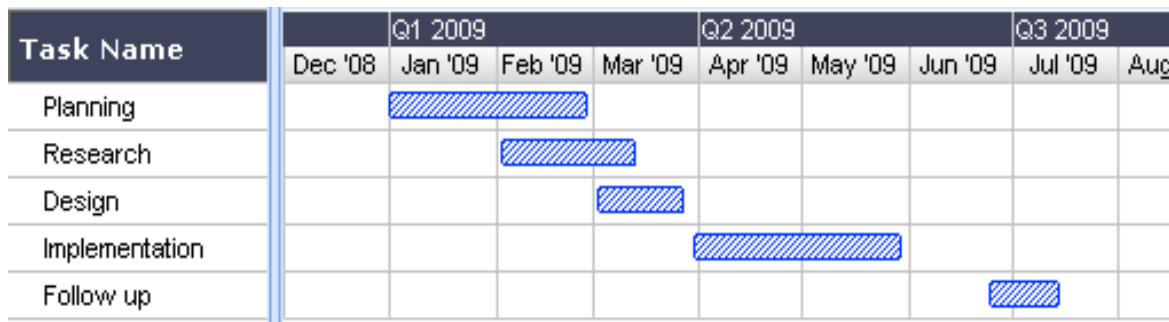 Task Name
Q1 2009 Q2 2009 Q3 2009
Dec '08 Jan '09 Feb '09 Mar '09 Apr '09 May '09 Jun '09 Jul '09 Aug
Planning
Research
Design
Implementation
Follow up